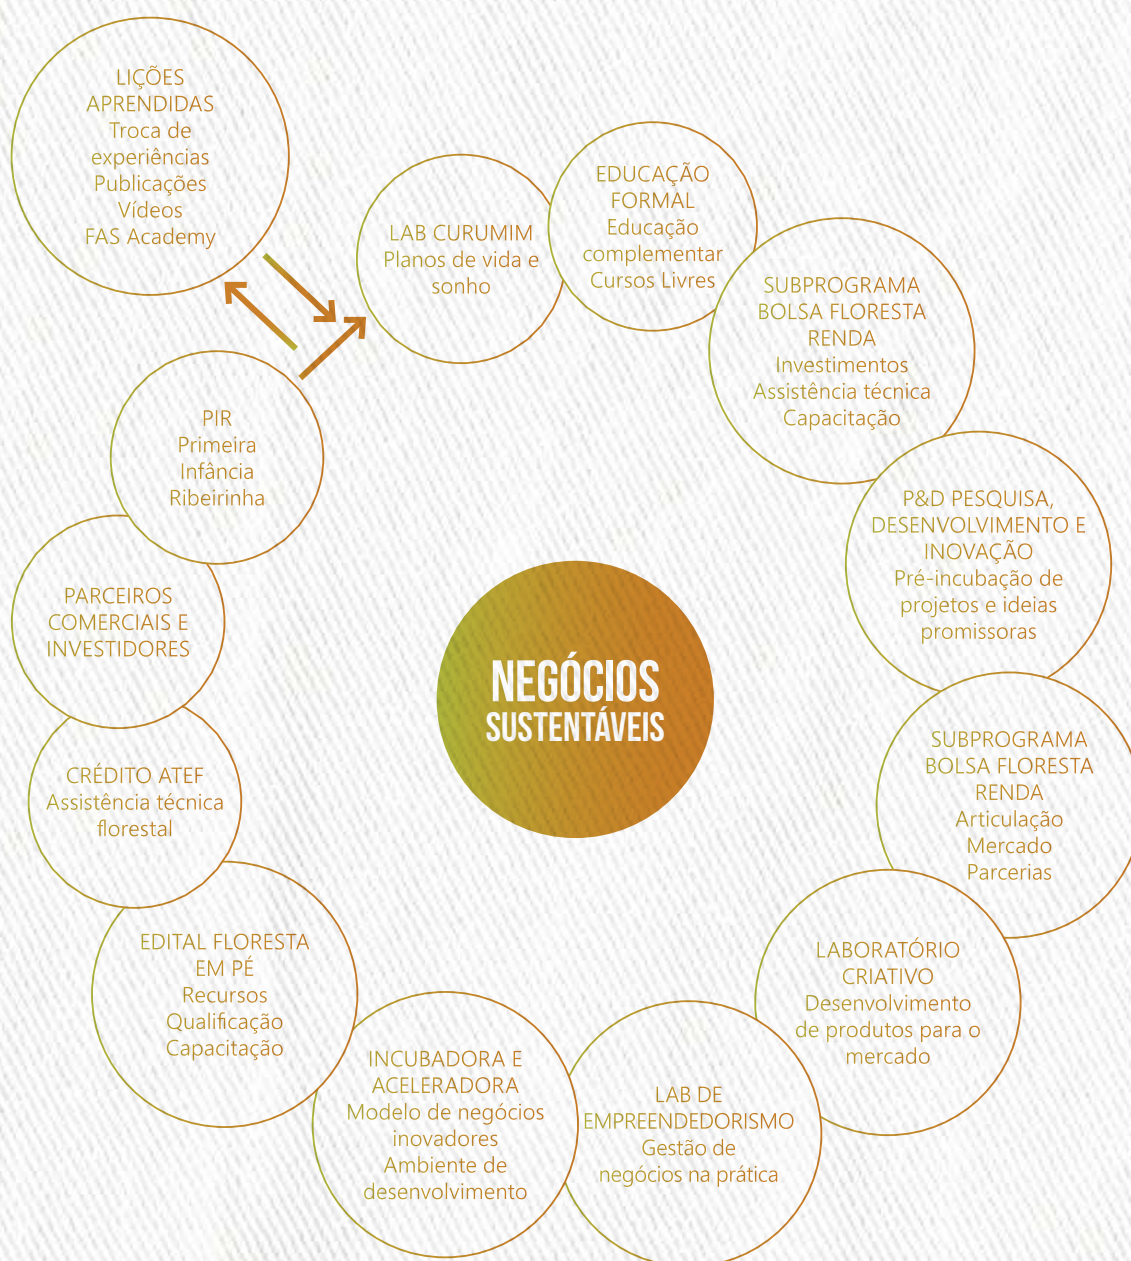 LIÇÕES
APRENDIDAS
Troca de
experiências
Publicações
Vídeos
FAS Academy
LAB CURUMIM
Planos de vida e
sonho
EDUCAÇÃO
FORMAL
Educação
complementar
Cursos Livres
SUBPROGRAMA
BOLSA FLORESTA
RENDA
Investimentos
Assistência técnica
Capacitação
P&D PESQUISA,
DESENVOLVIMENTO E
INOVAÇÃO
Pré-incubação de
projetos e ideias
promissoras
SUBPROGRAMA
BOLSA FLORESTA
RENDA
Articulação
Mercado
Parcerias
LABORATÓRIO
CRIATIVO
Desenvolvimento
de produtos para o
mercado
LAB DE
EMPREENDEDORISMO
Gestão de
negócios na prática
INCUBADORA E
ACELERADORA
Modelo de negócios
inovadores
Ambiente de
desenvolvimento
EDITAL FLORESTA
EM PÉ
Recursos
Qualificação
Capacitação
CRÉDITO ATEF
Assistência técnica
florestal
PARCEIROS
COMERCIAIS E
INVESTIDORES
PIR
Primeira
Infância
Ribeirinha
NEGÓCIOS
SUSTENTÁVEIS